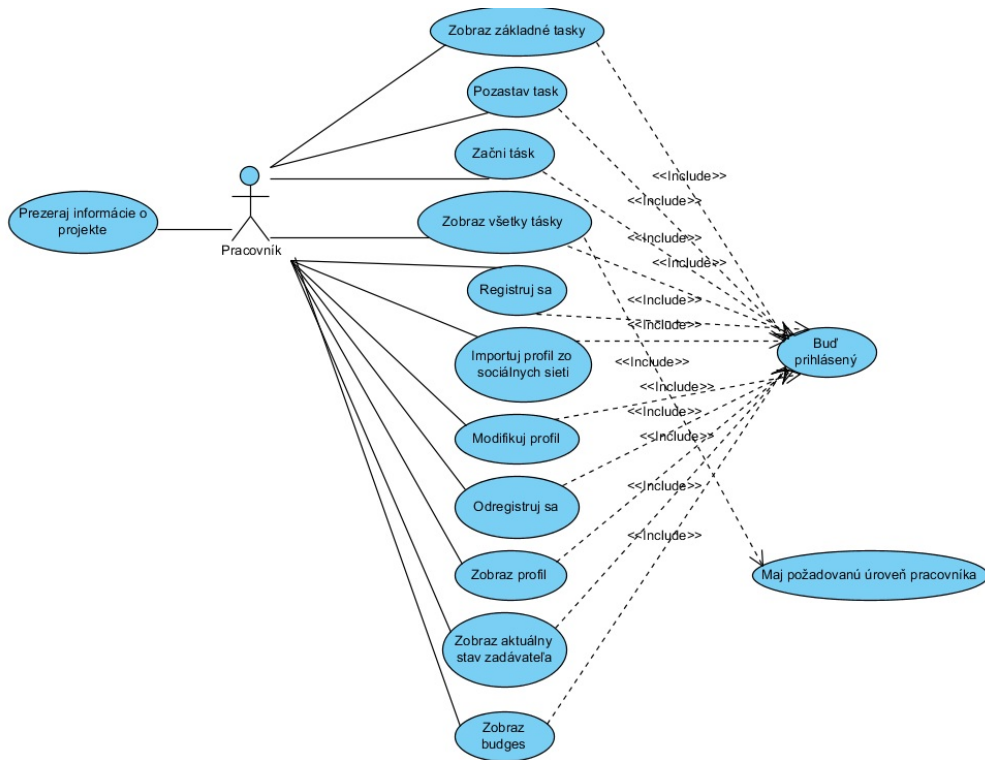 Zobraz základné tasky
Pozastav task
Začni tásk
<<Include>>
Prezeraj informácie o
projekte
Pracovník
Zobraz všetky tásky
<<Include>>
<<Include>>
<<Include>>
Registruj sa
<<Include>>
<<Include>>
Importuj profil zo
sociálnych sieti
<<Include>>
Buď
prihlásený
<<Include>>
Modifikuj profil
<<Include>>
<<Include>>
Odregistruj sa
<<Include>>
<<Include>>
Zobraz profil
Maj požadovanú úroveň pracovníka
Zobraz aktuálny
stav zadávateľa
Zobraz
budges